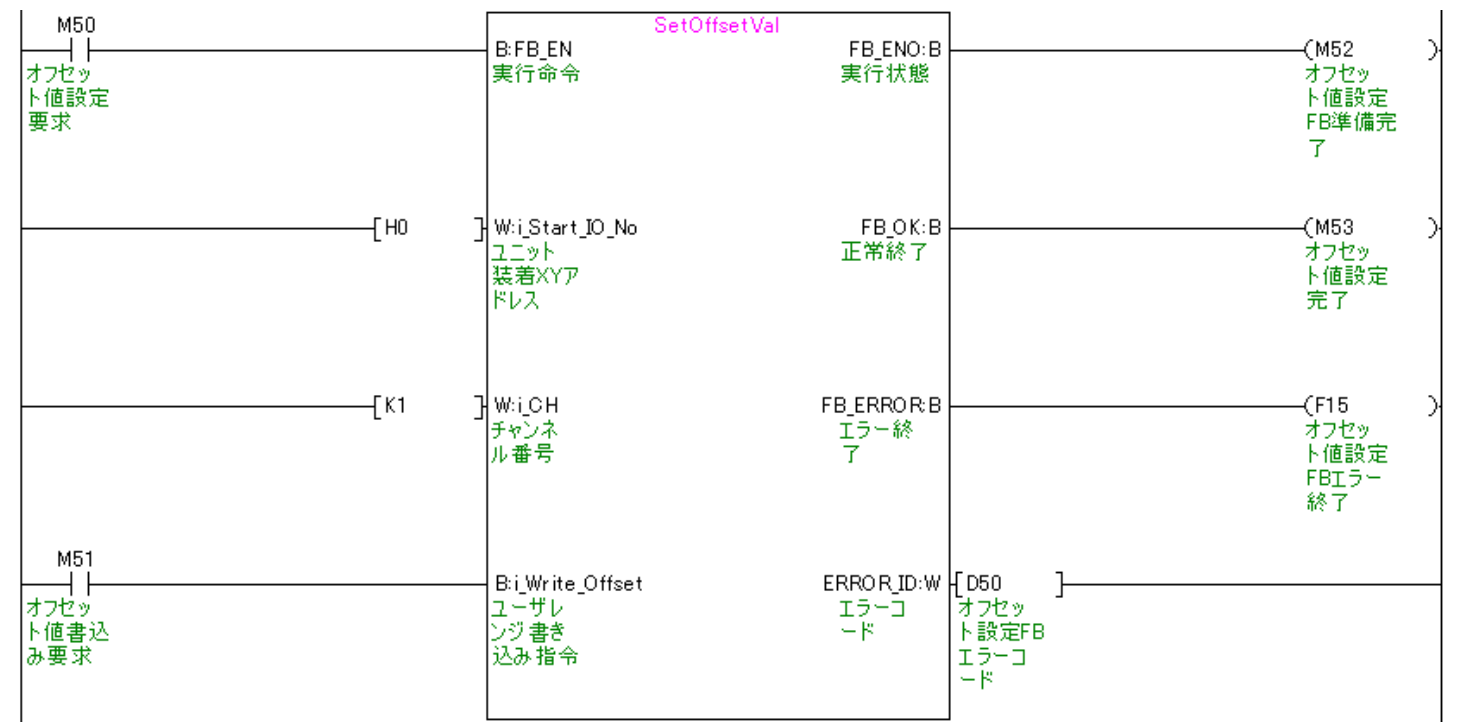 M50
SetOffsetVal
B:FB_EN
FB_ENO:B
(M52 )
オフセッ
ト値設定
要求
実行命令
実行状態
オフセッ
ト値設定
FB準備完
了
[H0 ]
W:i_Start_IO_No
FB_OK:B
(M53 )
ユニット
装着XYア
ドレス
正常終了
オフセッ
ト値設定
完了
[K1 ]
W:i_CH
FB_ERROR:B
(F15 )
チャンネ
ル番号
エラー終
了
オフセッ
ト値設定
FBエラー
終了
M51
B:i_Write_Offset
ERROR_ID:W
[D50 ]
オフセッ
ト値書込
み要求
ユーザレ
ンジ書き
込み指令
エラーコ
ード
オフセッ
ト設定FB
エラーコ
ード